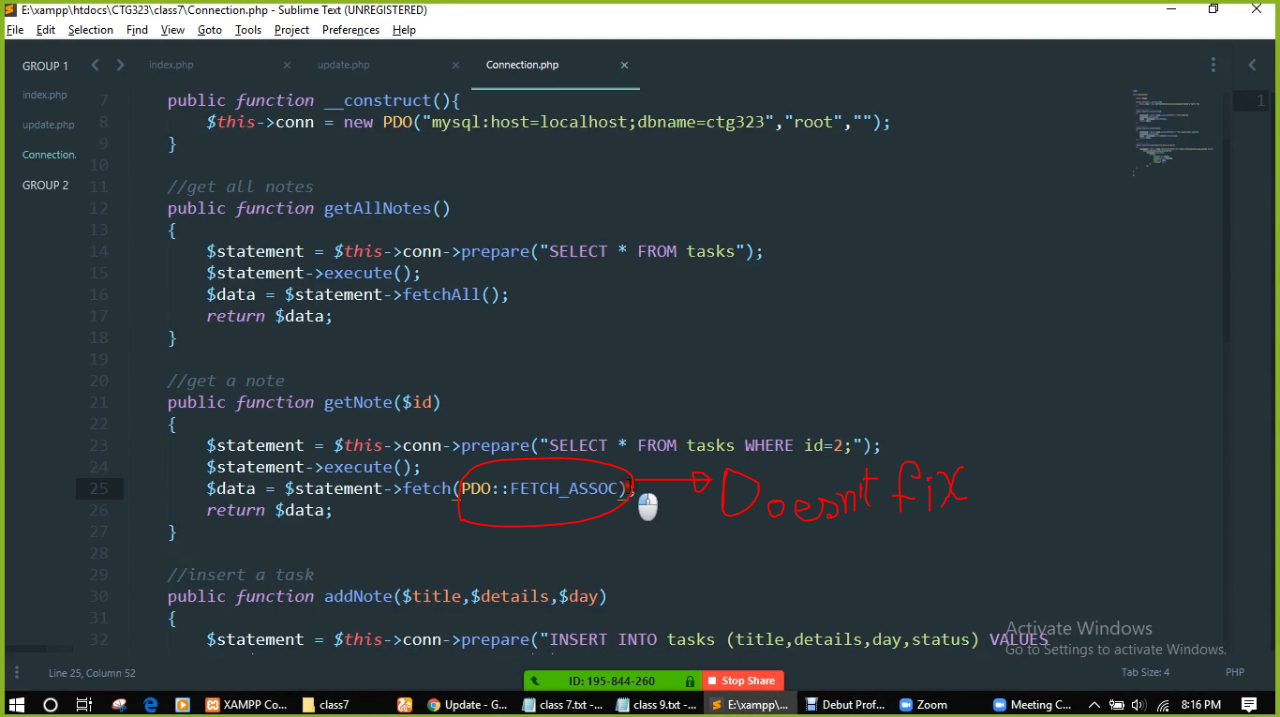 E:\xampp\htdocs\CTG323\class7\Connection.php - Sublime Text (UNREGISTERED)
File Edit Selection Find View Goto Tools Project Preferences Help
GROUP 1
index.php
update.php
Connection.
GROUP 2
index.php update.php Connection.php
7 public function __construct(){
8 $this->conn = new PDO("mysql:host=localhost;dbname=ctg323","root","");
9 }
10
11 //get all notes
12 public function getAllNotes()
13 {
14 $statement = $this->conn->prepare("SELECT * FROM tasks");
15 $statement->execute();
16 $data = $statement->fetchAll();
17 return $data;
18 }
19
20 //get a note
21 public function getNote($id)
22 {
23 $statement = $this->conn->prepare("SELECT * FROM tasks WHERE id=2;");
24 $statement->execute();
25 $data = $statement->fetch(PDO::FETCH_ASSOC);
Doesnt fix
26 return $data;
27 }
28
29 //insert a task
30 public function addNote($title,$details,$day)
31 {
32 $statement = $this->conn->prepare("INSERT INTO tasks (title,details,day,status) VALUES
1
Activate Windows
Go to Settings to activate Windows.
Line 25, Column 52 Tab Size: 4 PHP
ID: 195-844-260 Stop Share
XAMPP Co... class7 Update - G... class 7.txt -... class 9.txt -... E:\xampp\... Debut Prof... Zoom Meeting C... 8:16 PM